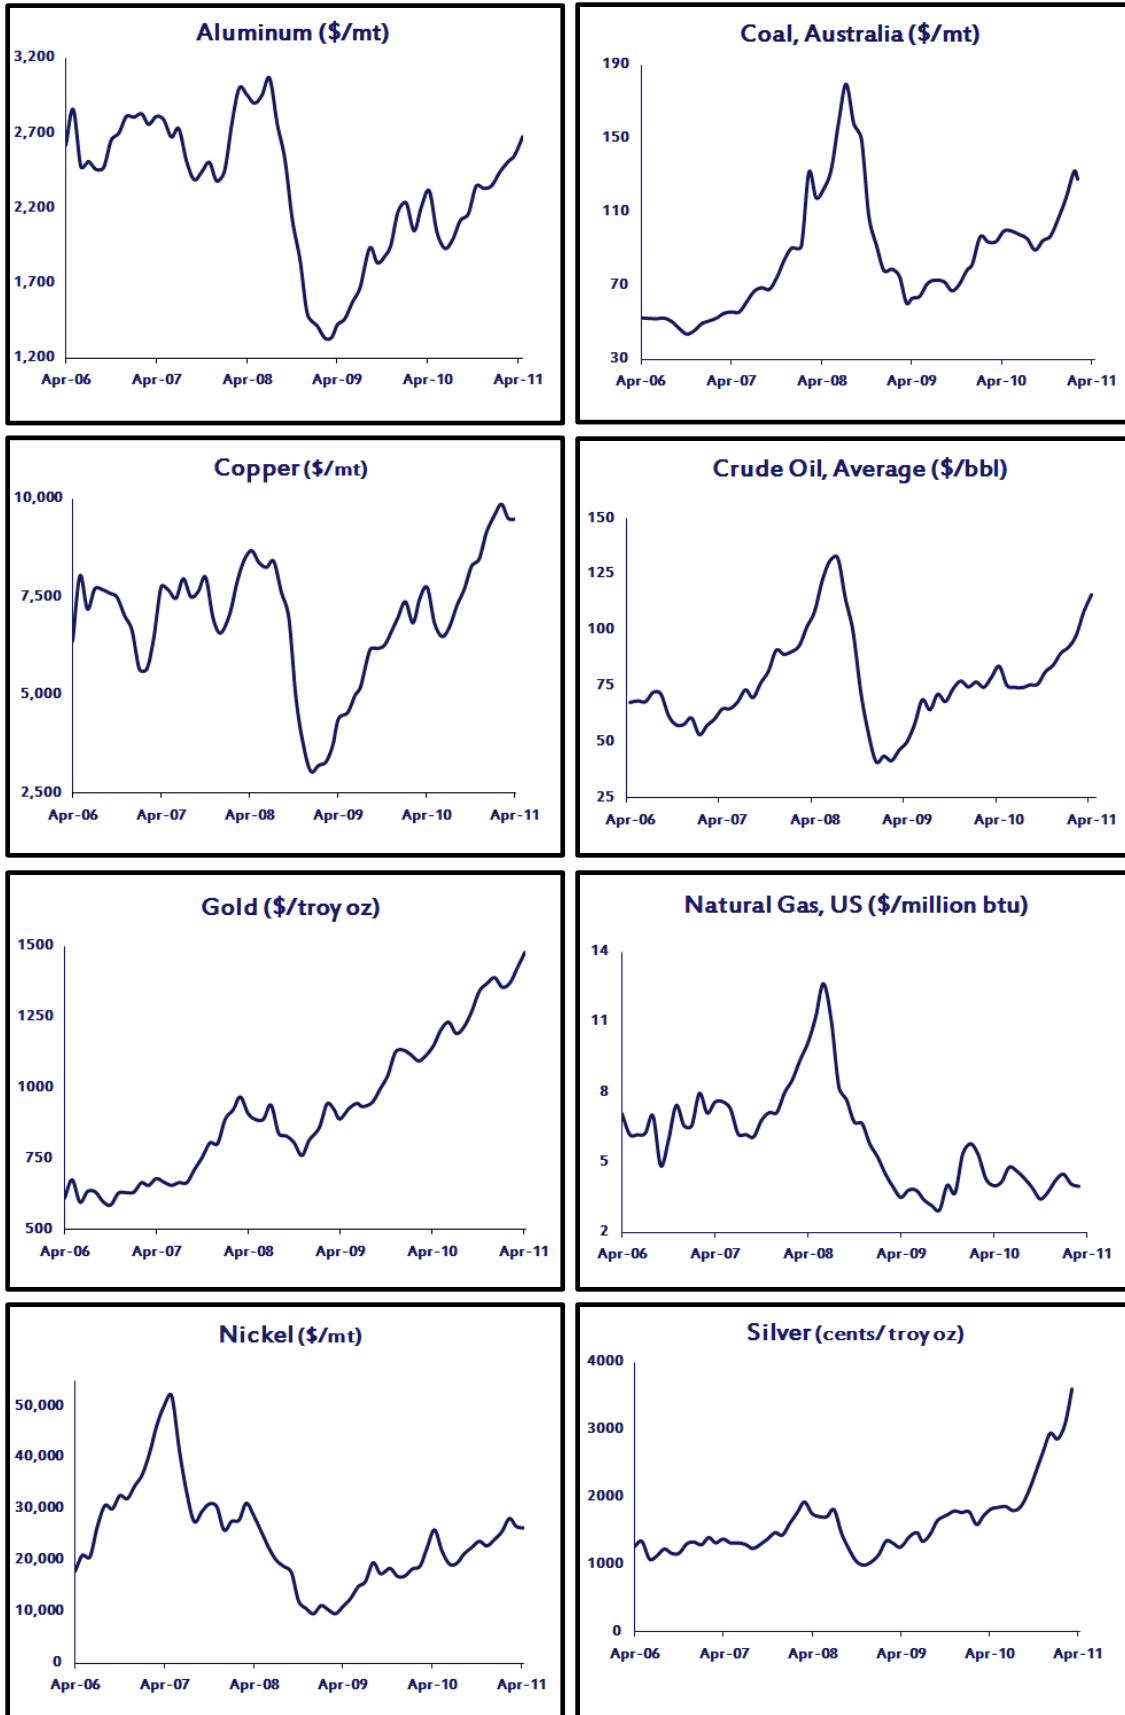 Aluminum ($/mt)
3,200
2,700
2,200
1,700
1,200
Apr-06 Apr-07 Apr-08 Apr-09 Apr-10 Apr-11
Coal, Australia ($/mt)
190
150
110
70
30
Apr-06 Apr-07 Apr-08 Apr-09 Apr-10 Apr-11
Copper ($/mt)
10,000
7,500
5,000
2,500
Apr-06 Apr-07 Apr-08 Apr-09 Apr-10 Apr-11
Crude Oil, Average ($/bbl)
150
125
100
75
50
25
Apr-06 Apr-07 Apr-08 Apr-09 Apr-10 Apr-11
Gold ($/troy oz)
1500
1250
1000
750
500
Apr-06 Apr-07 Apr-08 Apr-09 Apr-10 Apr-11
Natural Gas, US ($/million btu)
14
11
8
5
2
Apr-06 Apr-07 Apr-08 Apr-09 Apr-10 Apr-11
Nickel ($/mt)
50,000
40,000
30,000
20,000
10,000
0
Apr-06 Apr-07 Apr-08 Apr-09 Apr-10 Apr-11
Silver (cents/ troy oz)
4000
3000
2000
1000
0
Apr-06 Apr-07 Apr-08 Apr-09 Apr-10 Apr-11